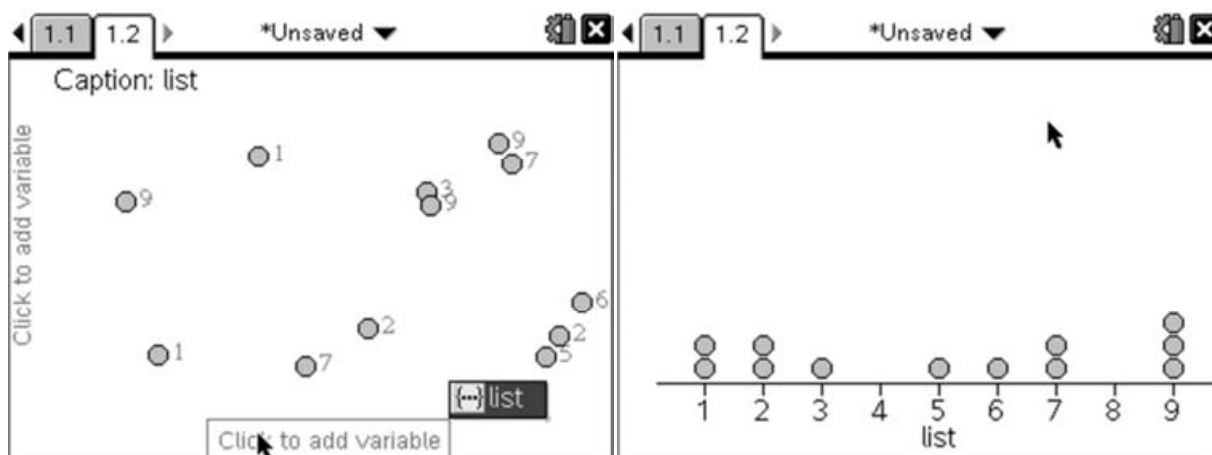 1.1 1.2 *Unsaved
Caption: list
Click to add variable
1
9
7
9
3
9
6
2
2
5
1
7
list
Click to add variable
1.1 1.2 *Unsaved
1 2 3 4 5 6 7 8 9
list